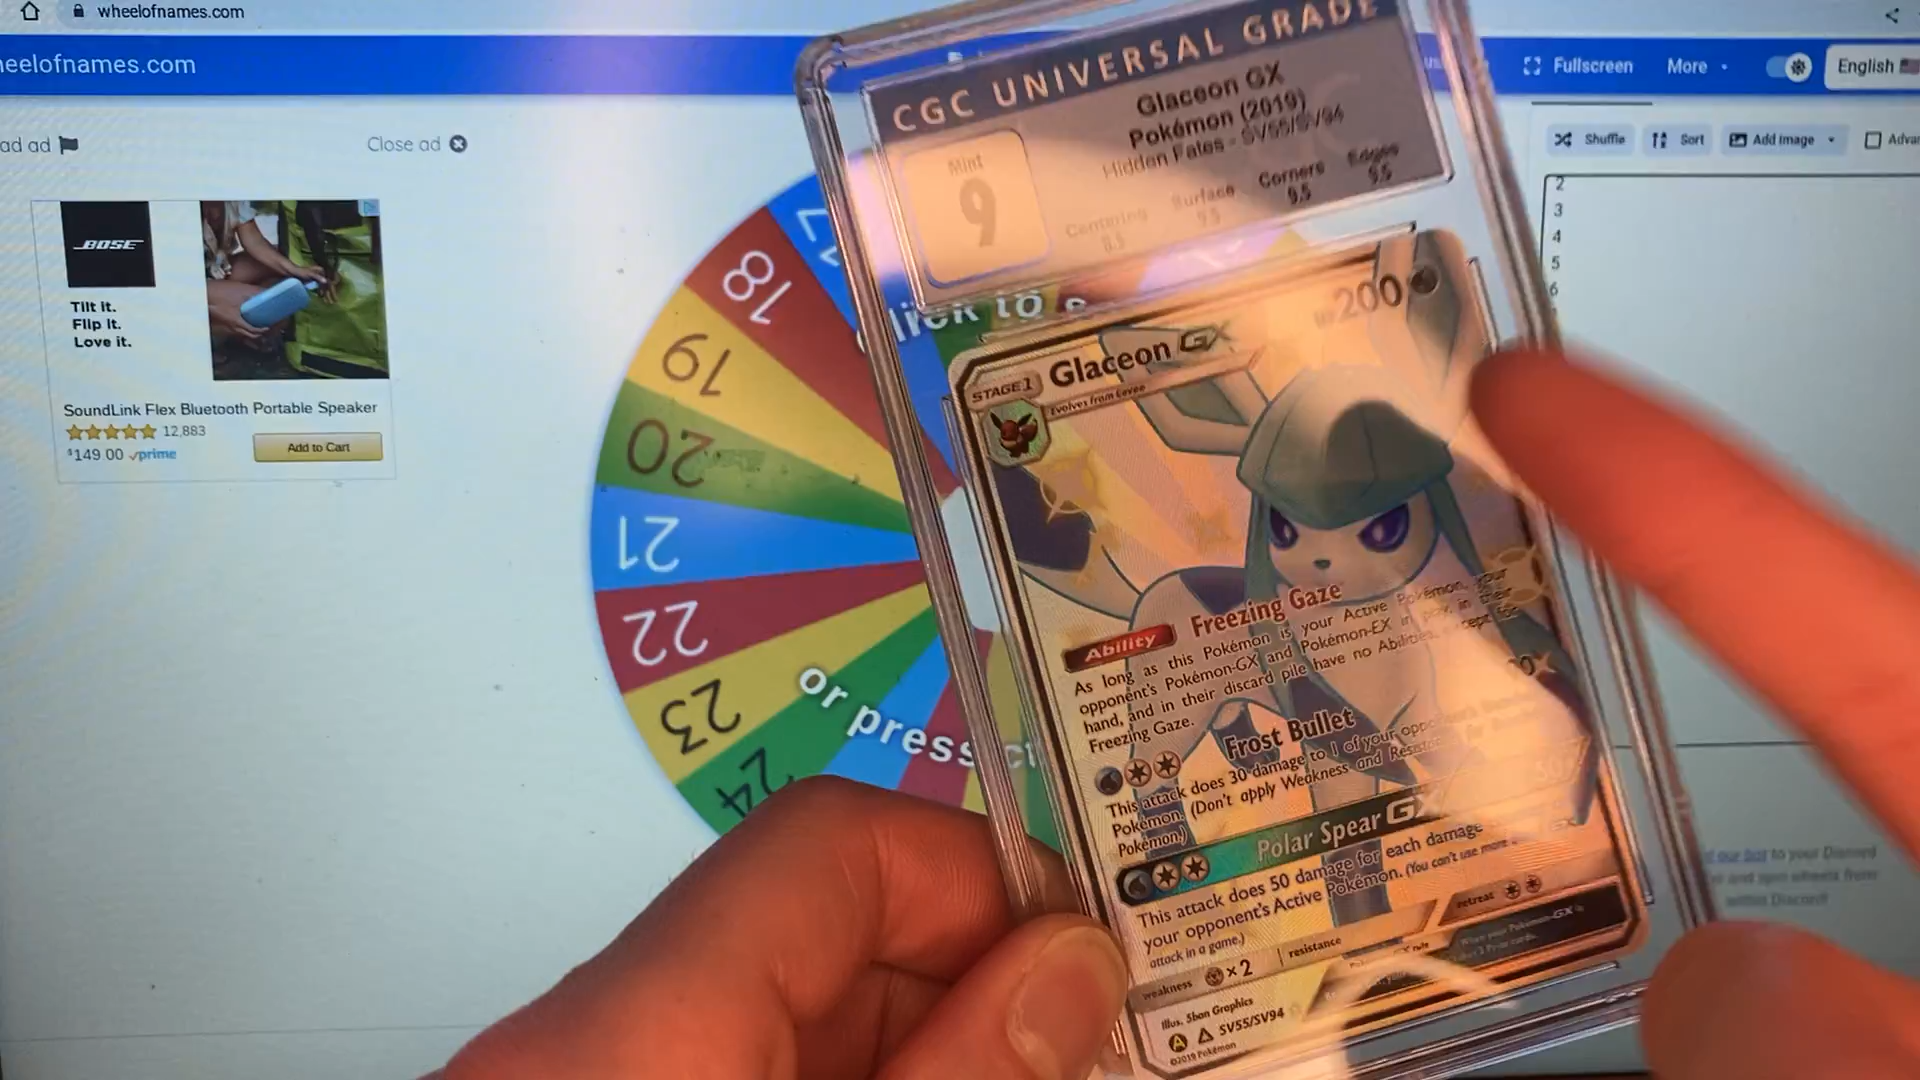 wheelofnames.com
eelofnames.com
Fullscreen
More
English
ad ad
Close ad
Shuffle
Sort
Add image
2
3
4
5
6
BOSE
Tilt it.
Flip it.
Love it.
SoundLink Flex Bluetooth Portable Speaker
12,883
$149.00 prime
Add to Cart
18
19
20
21
22
23
24
or press
CGC UNIVERSAL GRADE
Glaceon GX
Pokémon (2019)
Hidden Fates - SV55/SV94
Mint
9
Centering
8.5
Surface
9.5
Corners
9.5
Edges
9.5
STAGE 1
Glaceon GX
200
Evolves from Eevee
Ability
Freezing Gaze
As long as this Pokémon is your Active Pokémon, your
opponent's Pokémon-GX and Pokémon-EX in play, in their
hand, and in their discard pile have no Abilities, except for
Freezing Gaze.
Frost Bullet
This attack does 30 damage to 1 of your
Pokémon. (Don't apply Weakness and
Pokémon.)
Polar Spear GX
This attack does 50 damage for each damage
your opponent's Active Pokémon. (You can't use more
attack in a game.)
weakness
×2
resistance
retreat
Illus. 5ban Graphics
A
SV55/SV94
©2019 Pokémon